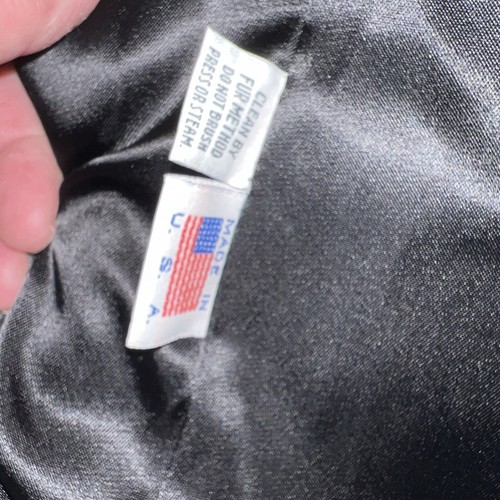 CLEAN BY
FUR METHOD
DO NOT BRUSH
PRESS OR STEAM.
MADE IN
U. S. A.